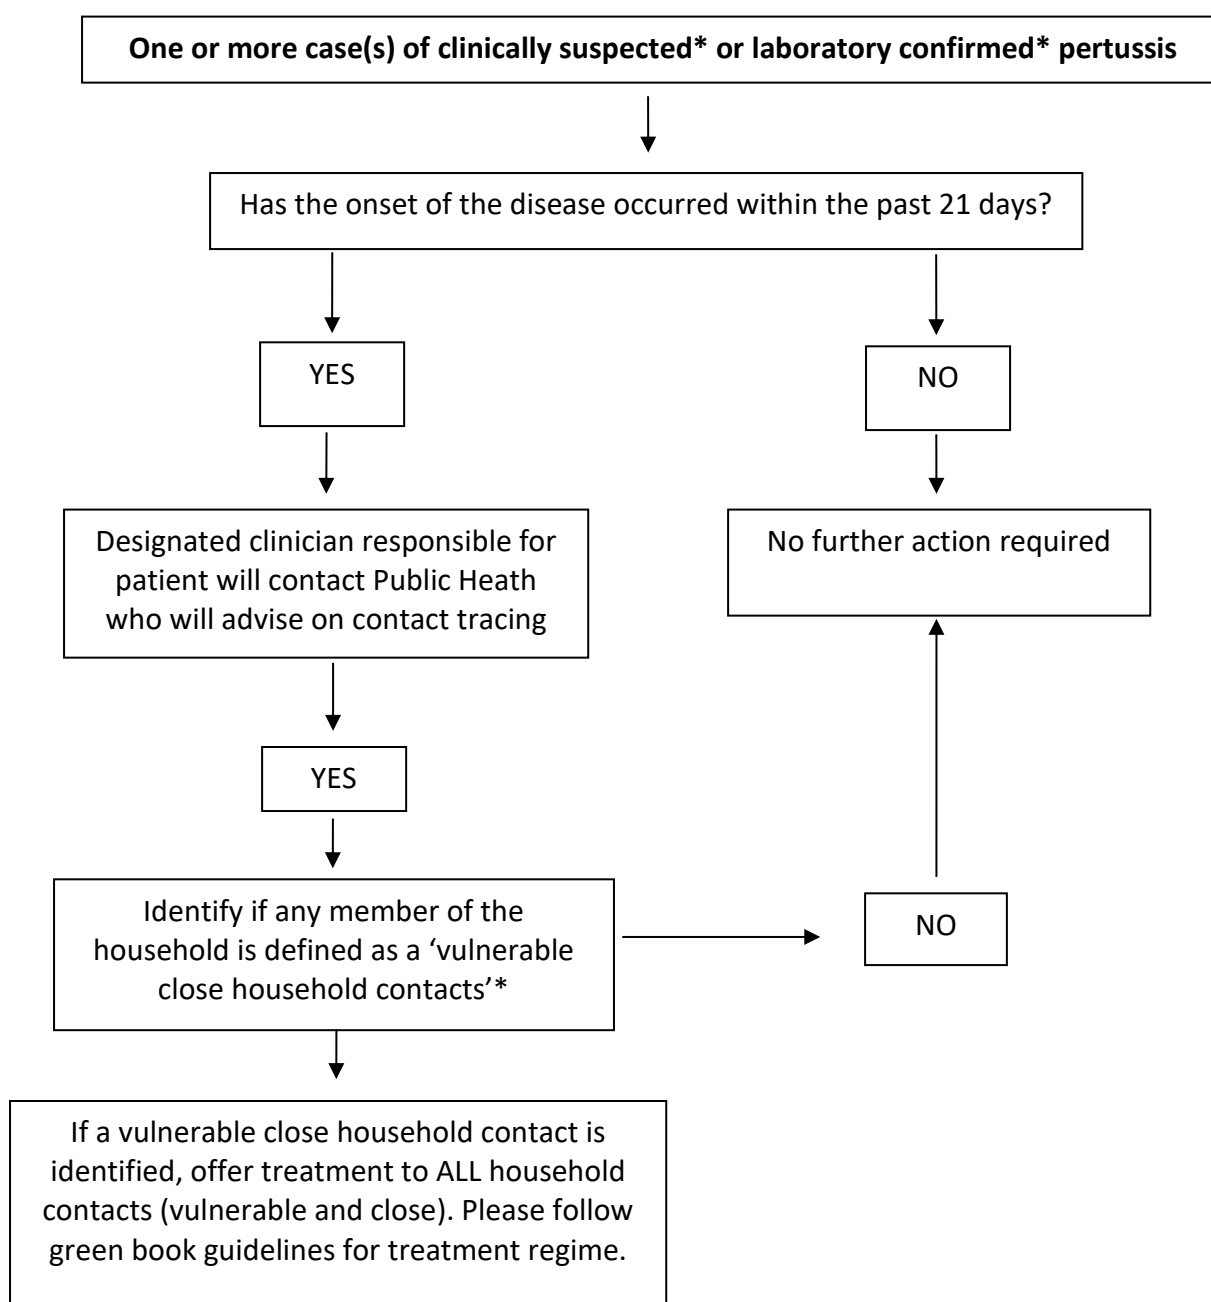 One or more case(s) of clinically suspected* or laboratory confirmed* pertussis
Has the onset of the disease occurred within the past 21 days?
YES
NO
Designated clinician responsible for
patient will contact Public Heath
who will advise on contact tracing
No further action required
YES
Identify if any member of the
household is defined as a ‘vulnerable
close household contacts’*
NO
If a vulnerable close household contact is
identified, offer treatment to ALL household
contacts (vulnerable and close). Please follow
green book guidelines for treatment regime.